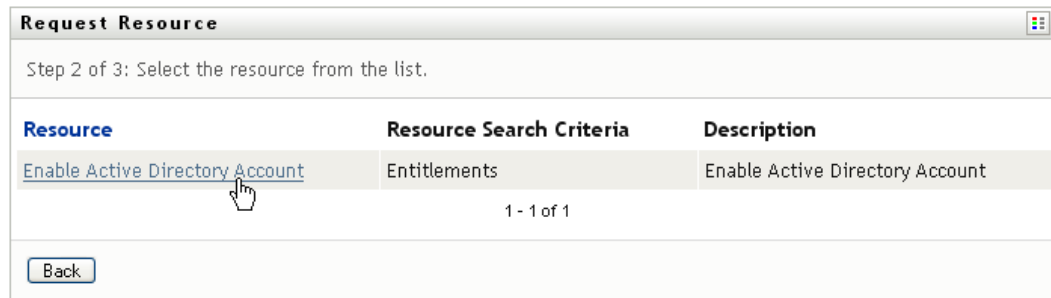 Request Resource
Step 2 of 3: Select the resource from the list.
Resource Resource Search Criteria Description
Enable Active Directory Account Entitlements Enable Active Directory Account
1 - 1 of 1
Back